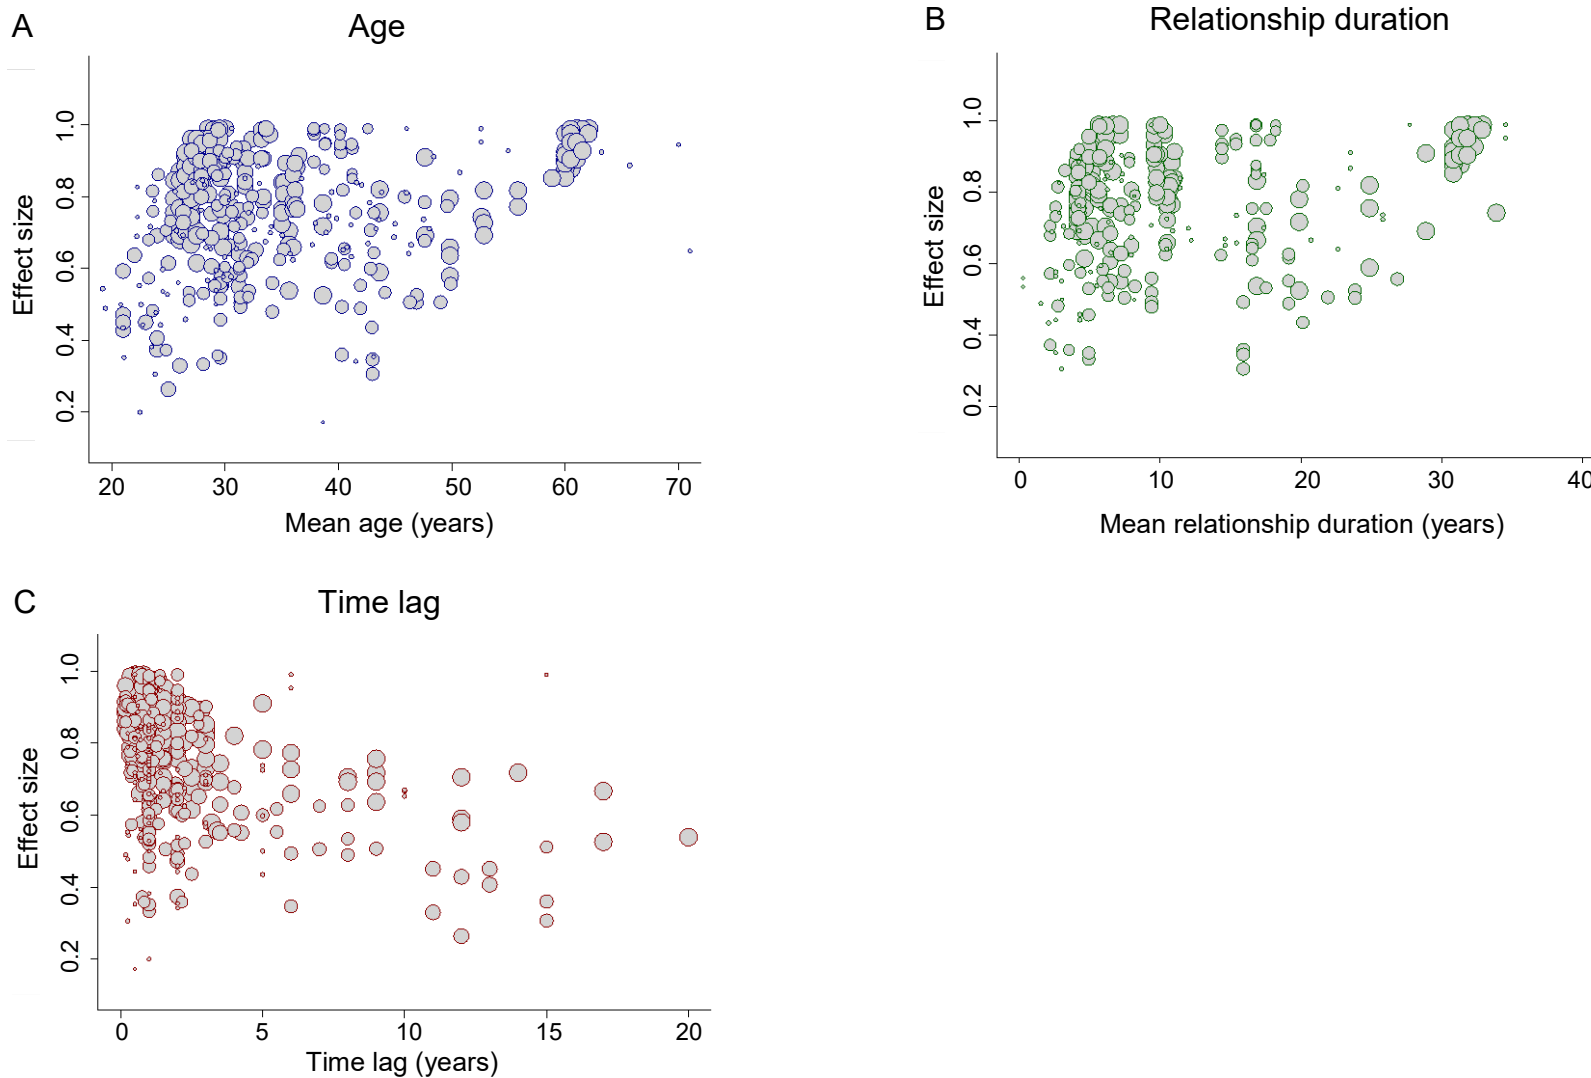 A
Age
Effect size
0.2 0.4 0.6 0.8 1.0
20 30 40 50 60 70
Mean age (years)
B
Relationship duration
Effect size
0.2 0.4 0.6 0.8 1.0
0 10 20 30 40
Mean relationship duration (years)
C
Time lag
Effect size
0.2 0.4 0.6 0.8 1.0
0 5 10 15 20
Time lag (years)